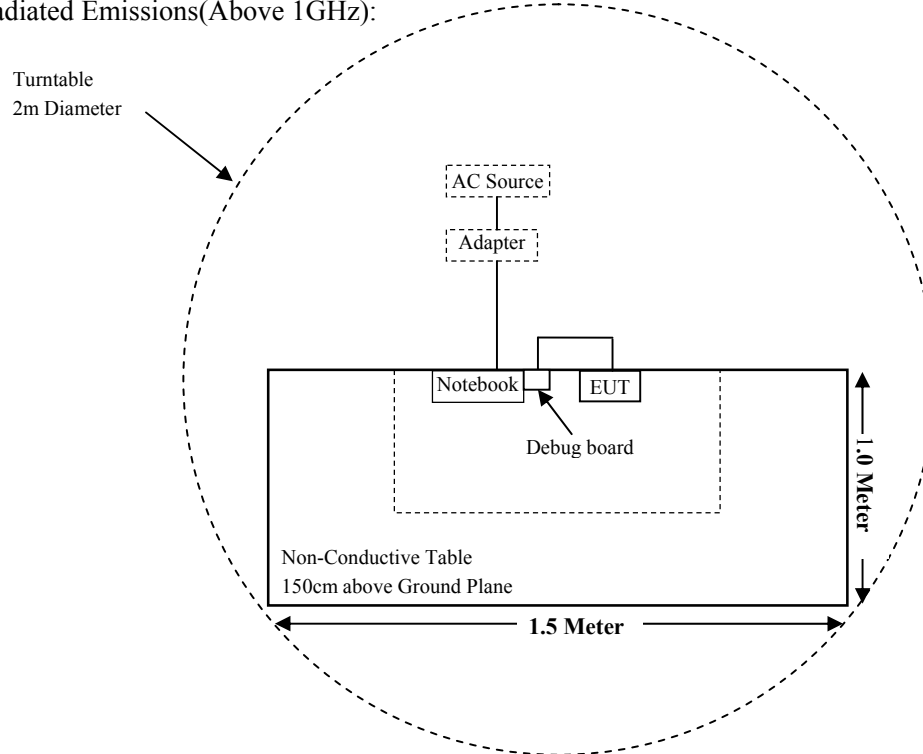 adiated Emissions(Above 1GHz):
Turntable
2m Diameter
AC Source
Adapter
Notebook
EUT
Debug board
1.0 Meter
Non-Conductive Table
150cm above Ground Plane
1.5 Meter